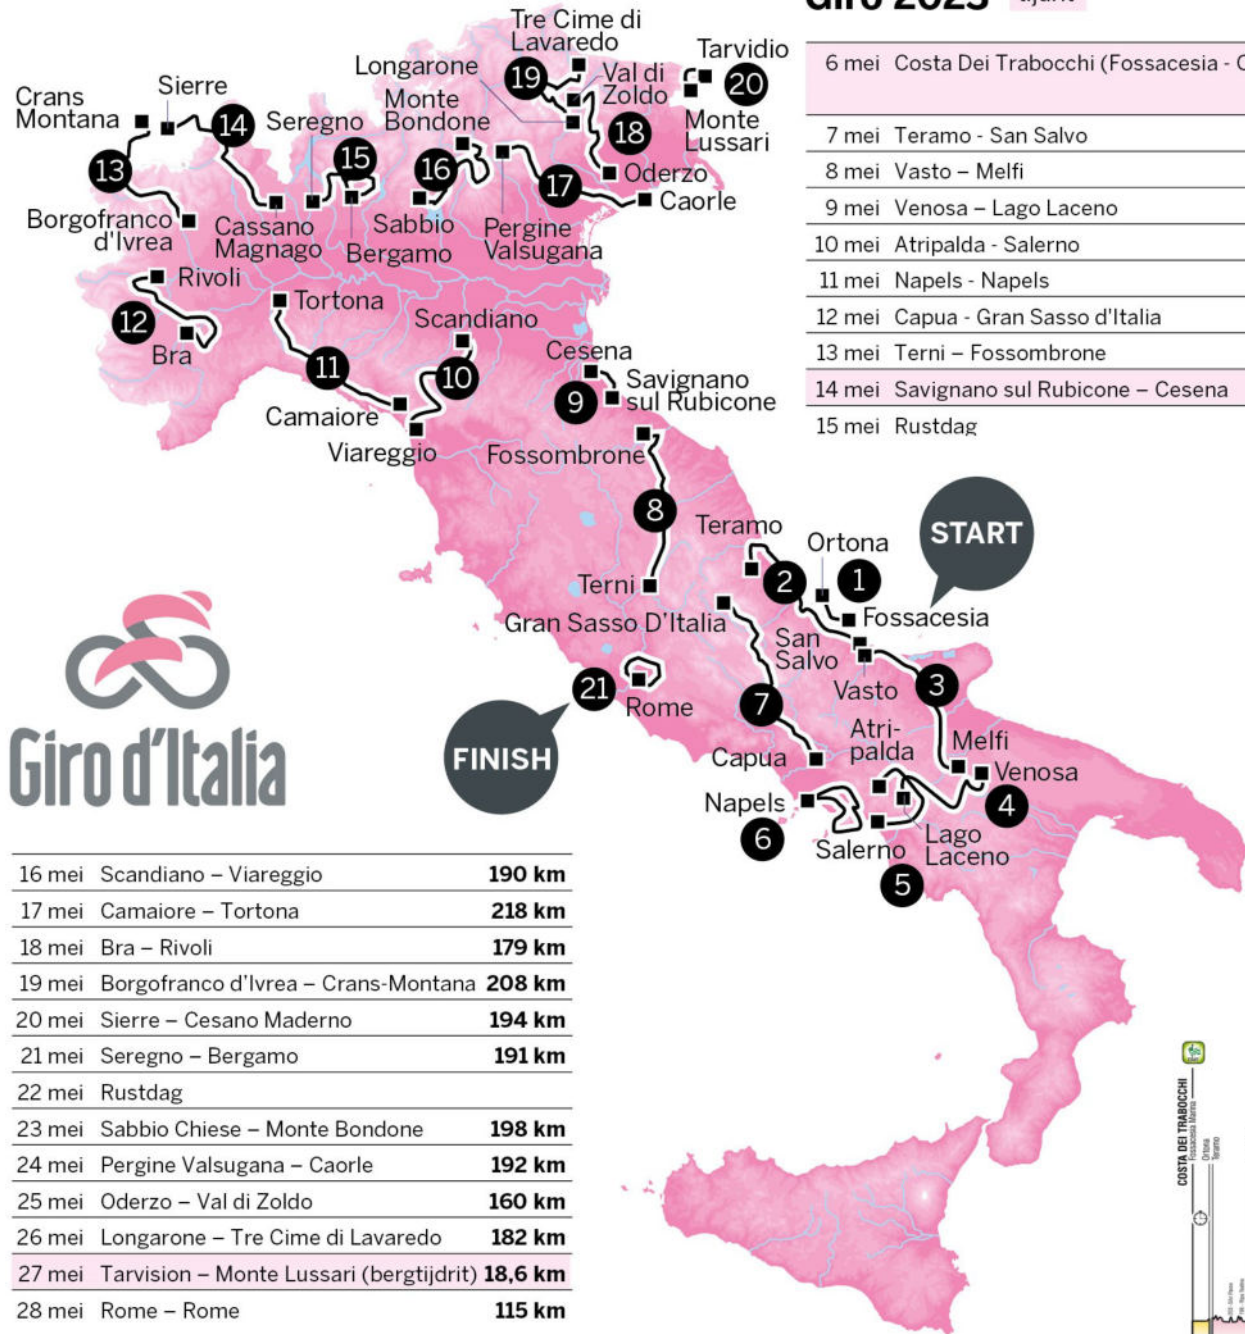 Giro 2023
tijdrit
6 mei Costa Dei Trabocchi (Fossacesia -
7 mei Teramo - San Salvo
8 mei Vasto – Melfi
9 mei Venosa – Lago Laceno
10 mei Atripalda - Salerno
11 mei Napels - Napels
12 mei Capua - Gran Sasso d'Italia
13 mei Terni – Fossombrone
14 mei Savignano sul Rubicone – Cesena
15 mei Rustdag
Tre Cime di
Lavaredo
Longarone
19
Val di
Zoldo
Tarvidio
20
Monte
Lussari
Crans
Montana
Sierre
14
Seregno
15
Monte
Bondone
16
18
13
17
Oderzo
Caorle
Borgofranco
d'Ivrea
Cassano
Magnago
Bergamo
Sabbio
Pergine
Valsugana
Rivoli
12
Bra
Tortona
11
Camaiore
Scandiano
10
Viareggio
Cesena
9
Savignano
sul Rubicone
Fossombrone
8
Terni
Teramo
2
Ortona
1
START
Fossacesia
Gran Sasso D'Italia
San
Salvo
Vasto
3
21
Rome
FINISH
7
Capua
Atri-
palda
Melfi
Venosa
4
Napels
6
Salerno
5
Lago
Laceno
Giro d'Italia
16 mei Scandiano – Viareggio 190 km
17 mei Camaiore – Tortona 218 km
18 mei Bra – Rivoli 179 km
19 mei Borgofranco d'Ivrea – Crans-Montana 208 km
20 mei Sierre – Cesano Maderno 194 km
21 mei Seregno – Bergamo 191 km
22 mei Rustdag
23 mei Sabbio Chiese – Monte Bondone 198 km
24 mei Pergine Valsugana – Caorle 192 km
25 mei Oderzo – Val di Zoldo 160 km
26 mei Longarone – Tre Cime di Lavaredo 182 km
27 mei Tarvision – Monte Lussari (bergtijdrit) 18,6 km
28 mei Rome – Rome 115 km
COSTA DEI TRABOCCHI
Fossacesia Marina
Ortona
Teramo